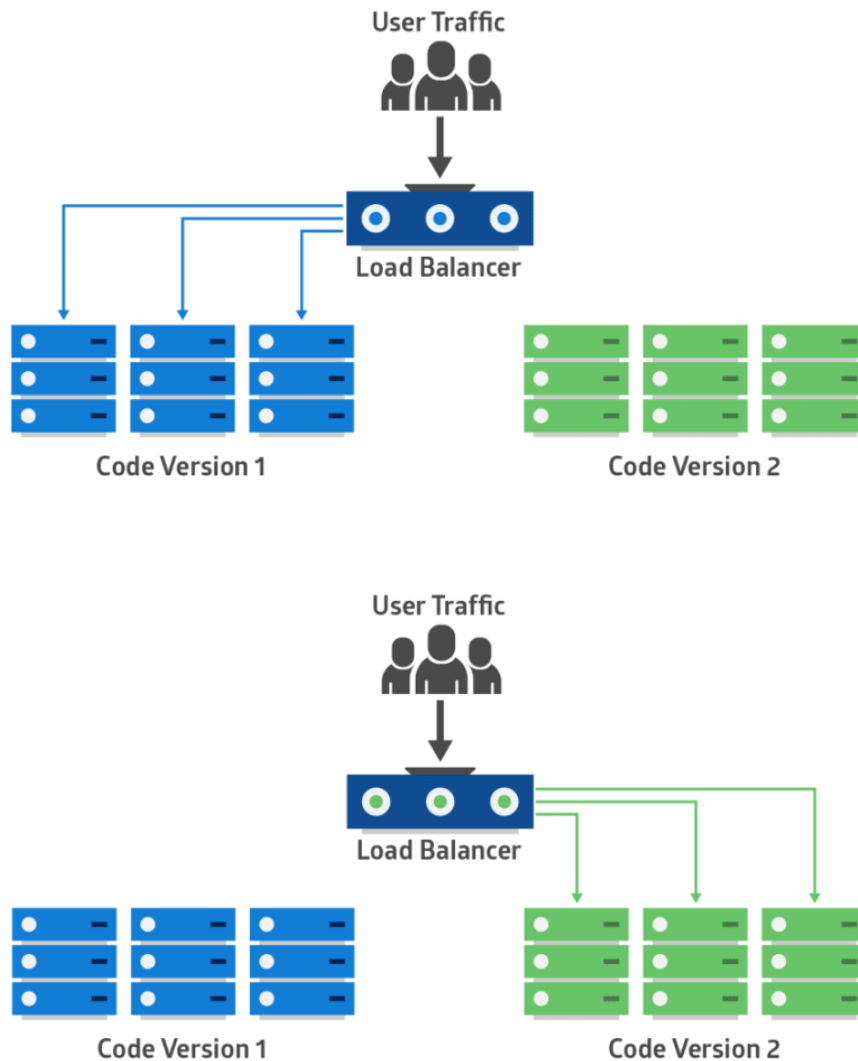 User Traffic
Load Balancer
Code Version 1
Code Version 2
User Traffic
Load Balancer
Code Version 1
Code Version 2